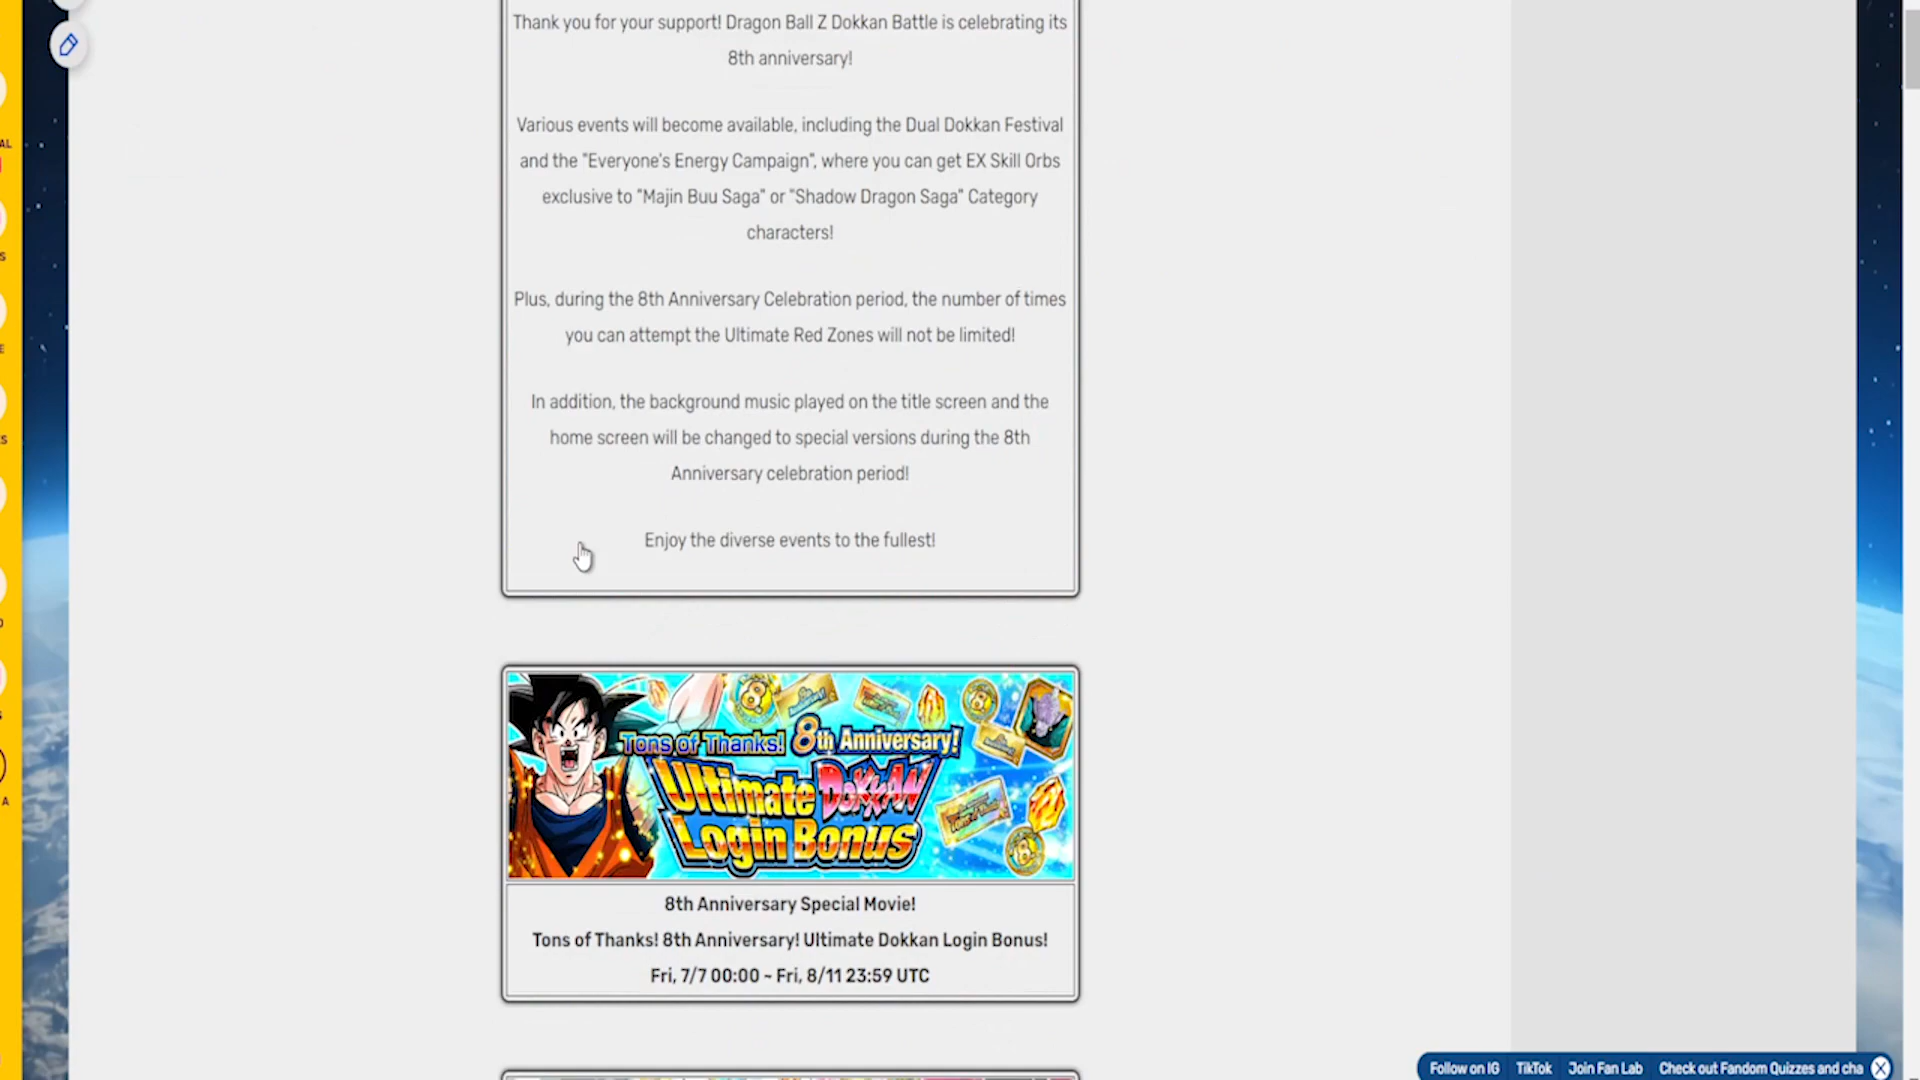 Thank you for your support! Dragon Ball Z Dokkan Battle is celebrating its
8th anniversary!
Various events will become available, including the Dual Dokkan Festival
and the "Everyone's Energy Campaign", where you can get EX Skill Orbs
exclusive to "Majin Buu Saga" or "Shadow Dragon Saga" Category
characters!
Plus, during the 8th Anniversary Celebration period, the number of times
you can attempt the Ultimate Red Zones will not be limited!
In addition, the background music played on the title screen and the
home screen will be changed to special versions during the 8th
Anniversary celebration period!
Enjoy the diverse events to the fullest!
Tons of Thanks! 8th Anniversary!
Ultimate DOKKAN
Login Bonus
8th Anniversary Special Movie!
Tons of Thanks! 8th Anniversary! Ultimate Dokkan Login Bonus!
Fri, 7/7 00:00 ~ Fri, 8/11 23:59 UTC
Follow on IG TikTok Join Fan Lab Check out Fandom Quizzes and cha